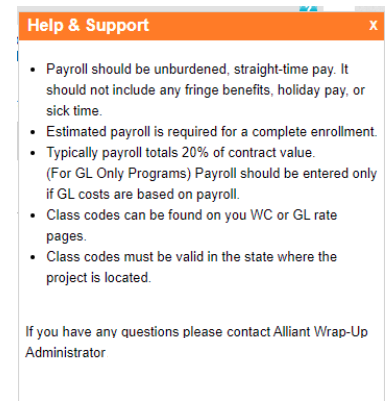 Help & Support x
• Payroll should be unburdened, straight-time pay. It
should not include any fringe benefits, holiday pay, or
sick time.
• Estimated payroll is required for a complete enrollment.
• Typically payroll totals 20% of contract value.
(For GL Only Programs) Payroll should be entered only
if GL costs are based on payroll.
• Class codes can be found on you WC or GL rate
pages.
• Class codes must be valid in the state where the
project is located.
If you have any questions please contact Alliant Wrap-Up
Administrator